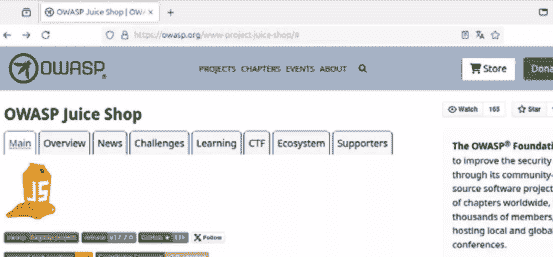 OWASP Juice Shop | OWA
https://owasp.org/www-project-juice-shop/#
OWASP
PROJECTS CHAPTERS EVENTS ABOUT
Store
Dona
OWASP Juice Shop
Watch 165
Star
Main Overview News Challenges Learning CTF Ecosystem Supporters
The OWASP® Foundati
to improve the security
through its community-
source software project
of chapters worldwide,
thousands of members,
hosting local and global
conferences.
JS
Follow